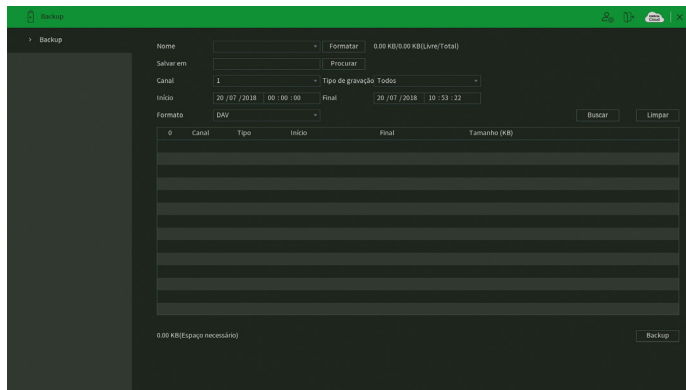 Backup
> Backup
Nome Formatar 0.00 KB/0.00 KB(Livre/Total)
Salvar em Procurar
Canal 1 Tipo de gravação Todos
Início 20 /07 /2018 00 : 00 : 00 Final 20 /07 /2018 10 : 53 : 22
Formato DAV Buscar Limpar
0 Canal Tipo Início Final Tamanho (KB)
0.00 KB(Espaço necessário) Backup